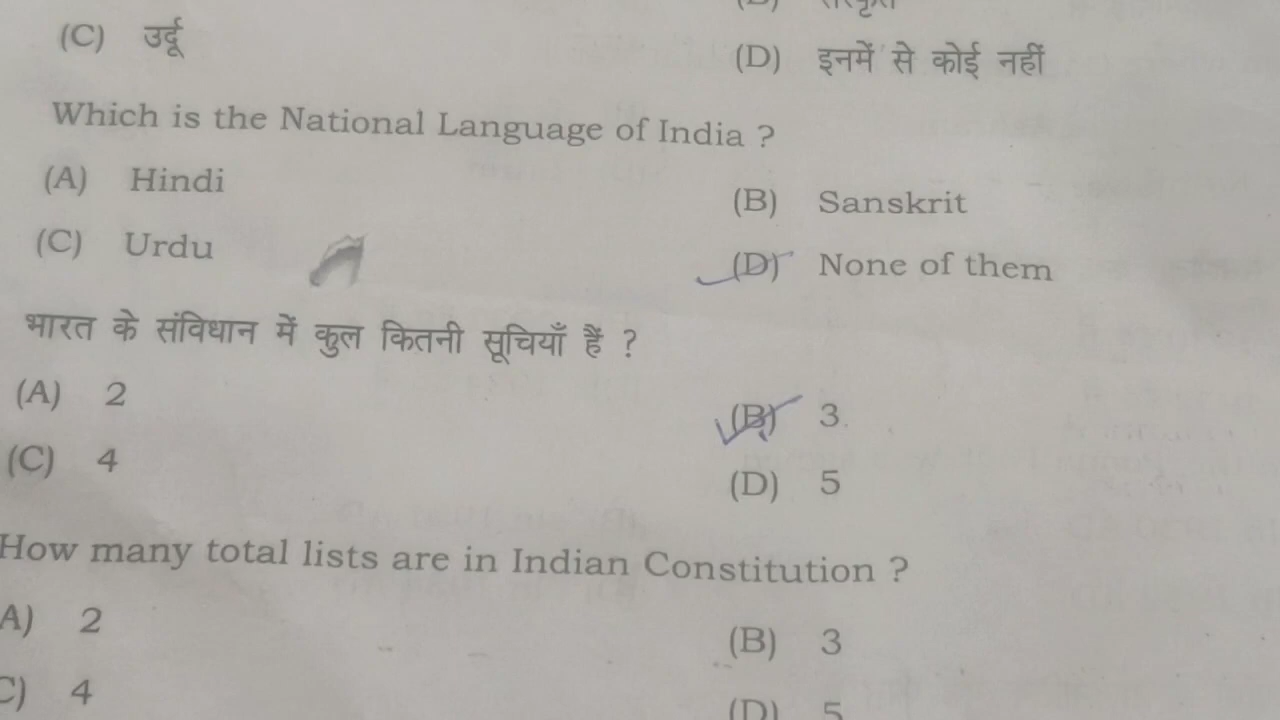 (C) उर्दू (D) इनमें से कोई नहीं
Which is the National Language of India ?
(A) Hindi (B) Sanskrit
(C) Urdu (D) None of them
भारत के संविधान में कुल कितनी सूचियाँ हैं ?
(A) 2 (B) 3
(C) 4 (D) 5
How many total lists are in Indian Constitution ?
A) 2 (B) 3
C) 4 (D) 5